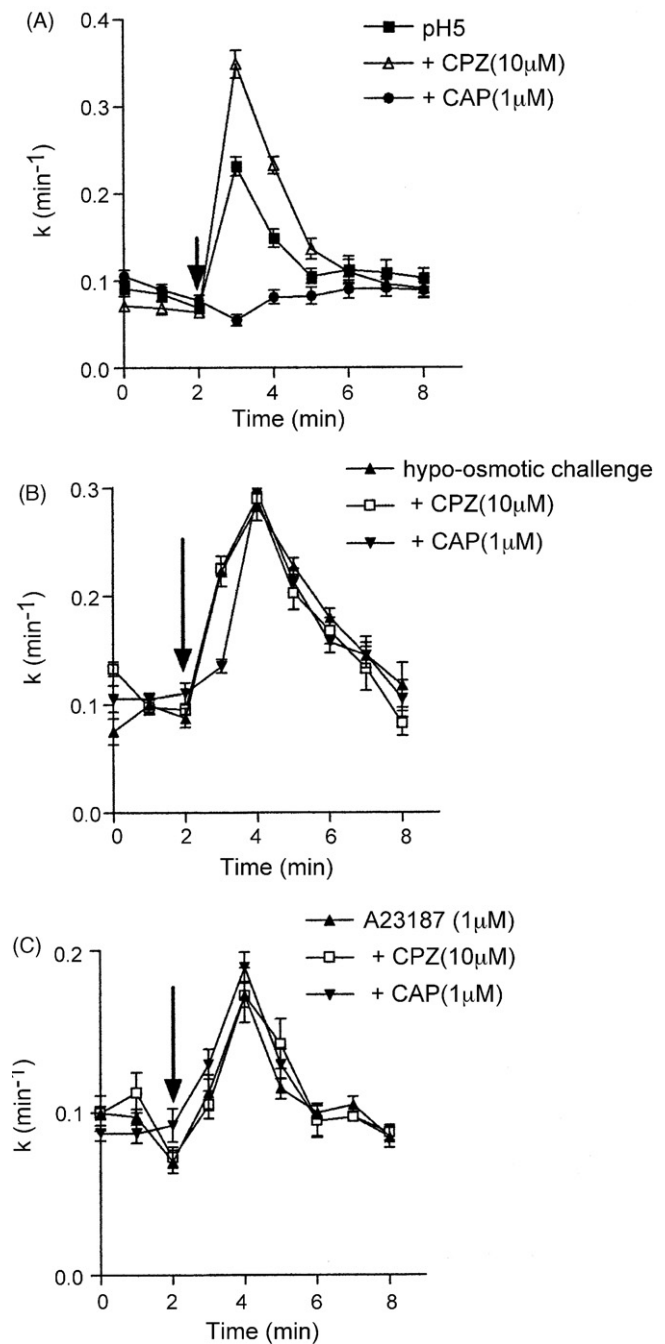 (A)
pH5
+ CPZ(10µM)
+ CAP(1µM)
0.4
0.3
0.2
0.1
0.0
k (min⁻¹)
0 2 4 6 8
Time (min)
(B)
hypo-osmotic challenge
+ CPZ(10µM)
+ CAP(1µM)
0.3
0.2
0.1
0.0
k (min⁻¹)
0 2 4 6 8
Time (min)
(C)
A23187 (1µM)
+ CPZ(10µM)
+ CAP(1µM)
0.2
0.1
0.0
k (min⁻¹)
0 2 4 6 8
Time (min)